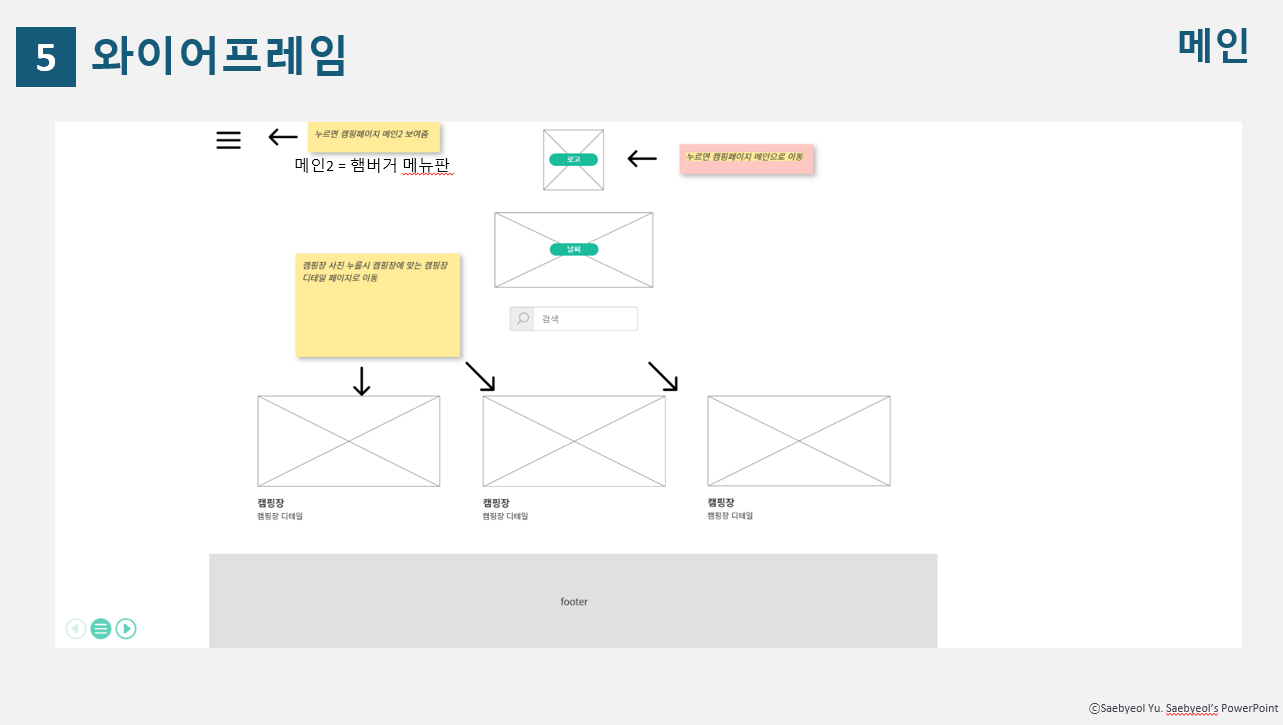 5
와이어프레임
메인
누르면 캠핑페이지 메인2 보여줌
메인2 = 햄버거 메뉴판
로고
누르면 캠핑페이지 메인으로 이동
날씨
캠핑장 사진 누를시 캠핑장에 맞는 캠핑장
디테일 페이지로 이동
검색
캠핑장
캠핑장 디테일
캠핑장
캠핑장 디테일
캠핑장
캠핑장 디테일
footer
ⓒSaebyeol Yu. Saebyeol’s PowerPoint